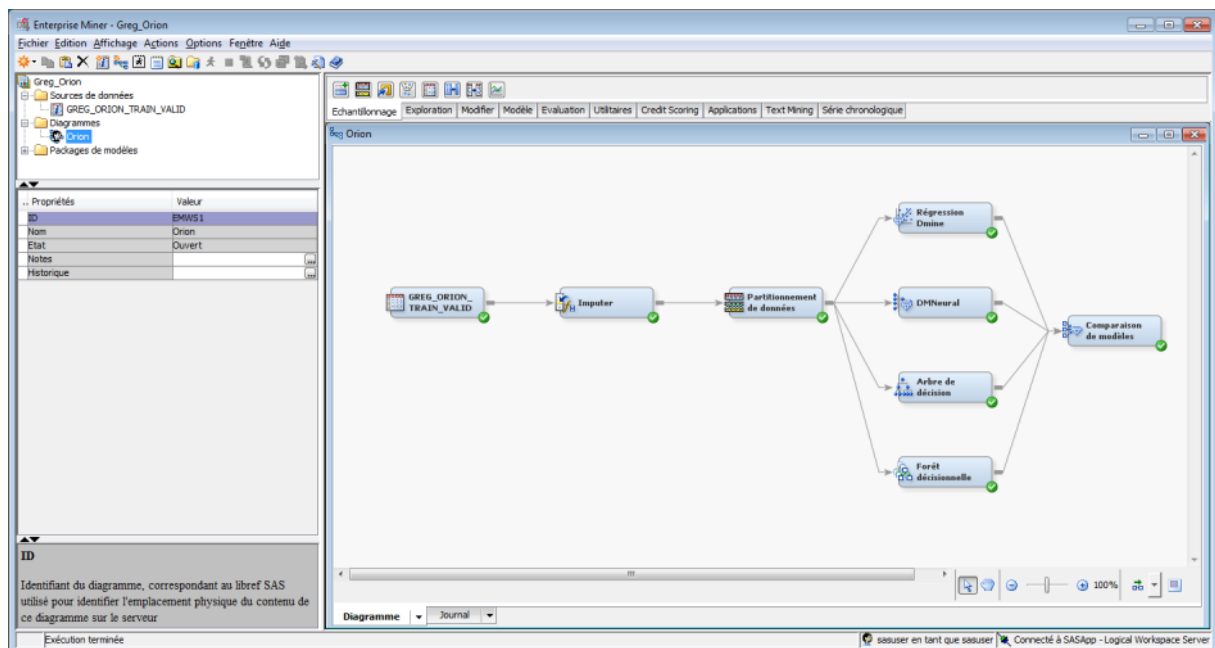 Enterprise Miner - Greg_Orion
Fichier Edition Affichage Actions Options Fenêtre Aide
Greg_Orion
Sources de données
GREG_ORION_TRAIN_VALID
Diagrammes
Orion
Packages de modèles
Echantillonnage Exploration Modifier Modèle Evaluation Utilitaires Credit Scoring Applications Text Mining Série chronologique
Orion
.. Propriétés Valeur
ID EMWS1
Nom Orion
Etat Ouvert
Notes ...
Historique ...
GREG_ORION_
TRAIN_VALID
Imputer
Partitionnement
de données
Régression
Dmine
DMNeural
Arbre de
décision
Forêt
décisionnelle
Comparaison
de modèles
ID
Identifiant du diagramme, correspondant au libref SAS
utilisé pour identifier l'emplacement physique du contenu de
ce diagramme sur le serveur
100%
Diagramme Journal
Exécution terminée
sasuser en tant que sasuser Connecté à SASApp - Logical Workspace Server